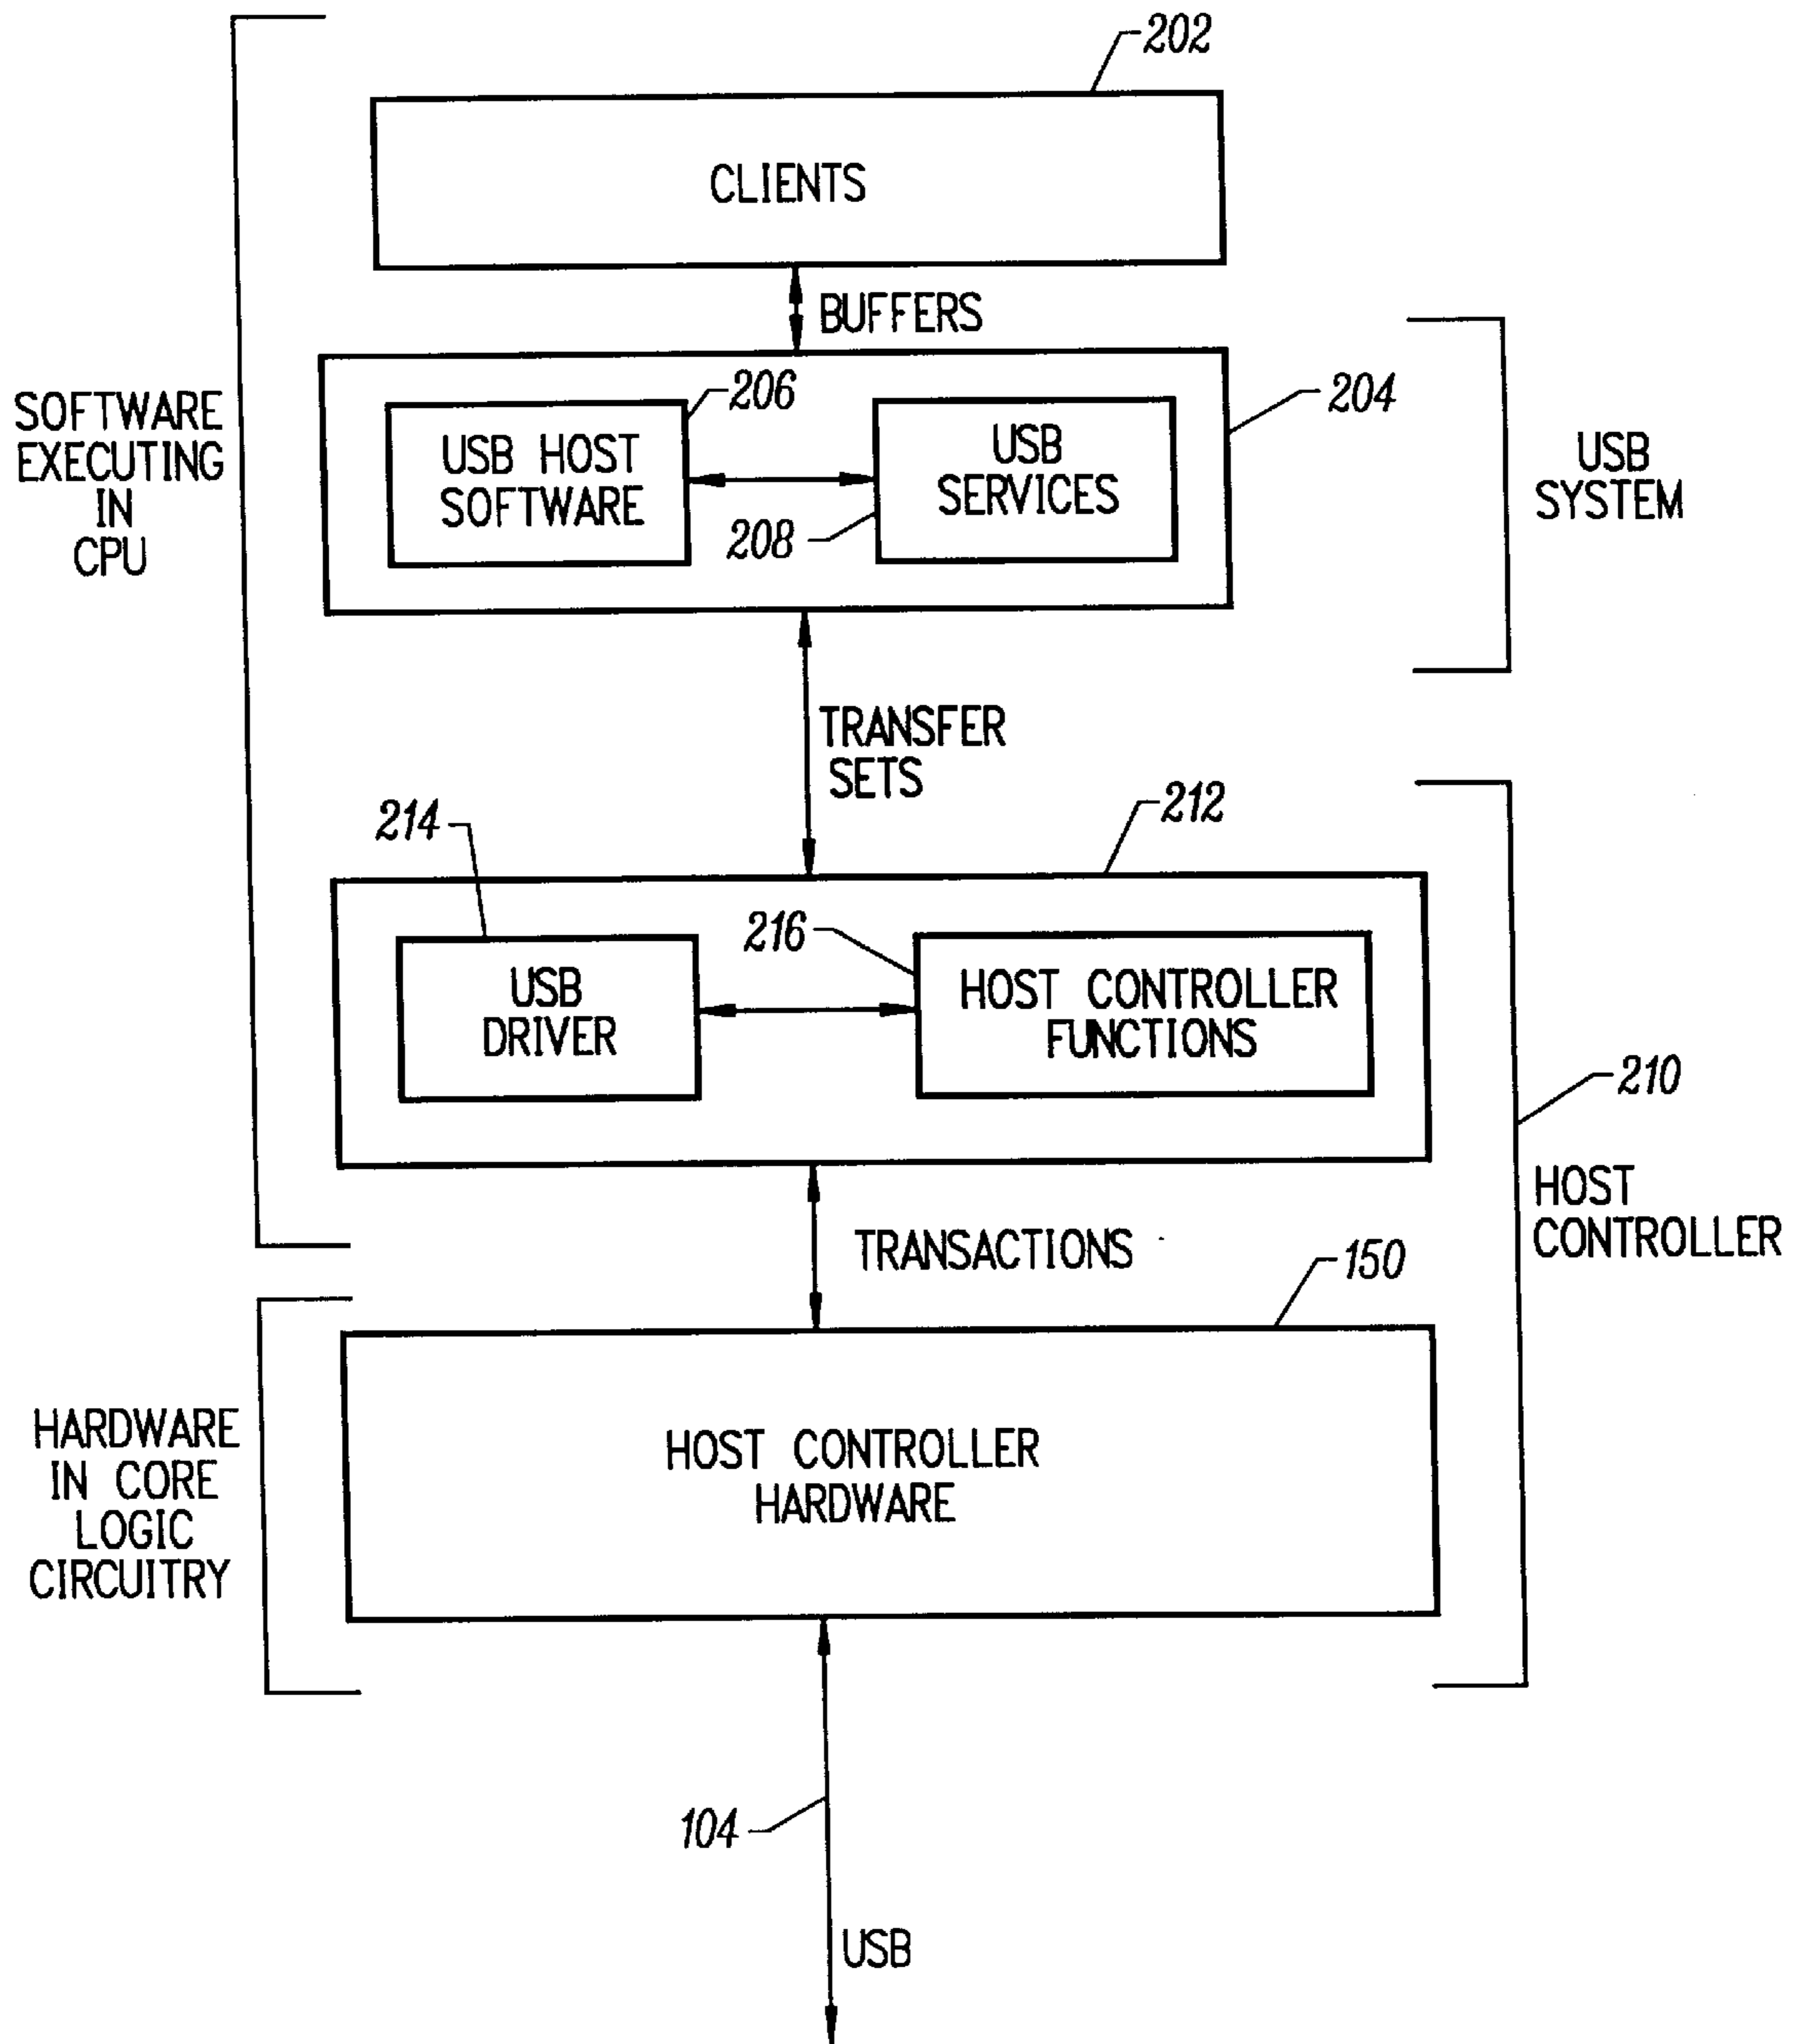 202
CLIENTS
BUFFERS
SOFTWARE
EXECUTING
IN
CPU
206
USB HOST
SOFTWARE
USB
SERVICES
208
204
USB
SYSTEM
TRANSFER
SETS
214
212
216
USB
DRIVER
HOST CONTROLLER
FUNCTIONS
210
HOST
CONTROLLER
TRANSACTIONS
150
HARDWARE
IN CORE
LOGIC
CIRCUITRY
HOST CONTROLLER
HARDWARE
104
USB